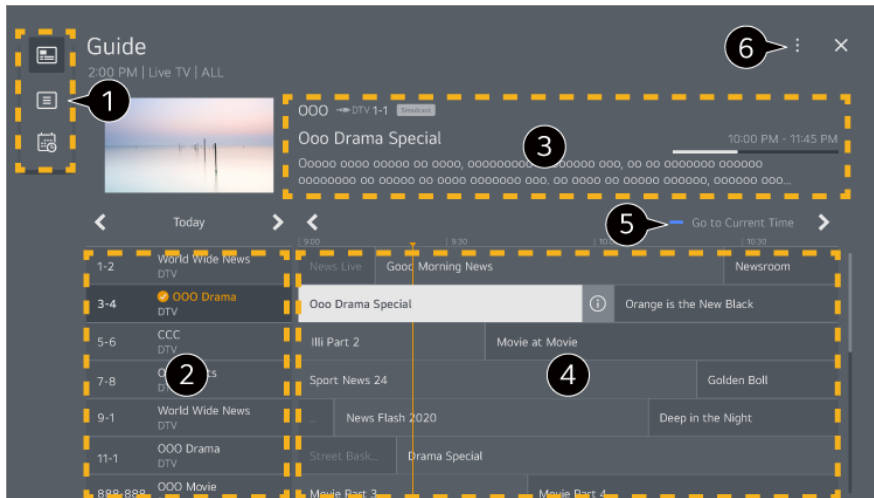 Guide
6
2:00 PM | Live TV | ALL
1
OOO DTV 1-1 Simulcast
Ooo Drama Special
10:00 PM - 11:45 PM
3
Ooooo oooo ooooo oo oooo, ooo, oo oo ooooooo oooooo
oooooooo oo ooooo oo oooo ooooooo ooo. oo oooo oo ooooo oooooo, oooooo ooo...
Today
5
Go to Current Time
9:00
9:30
10:30
1-2
World Wide News
DTV
News Live
Good Morning News
Newsroom
3-4
OOO Drama
DTV
Ooo Drama Special
Orange is the New Black
5-6
CCC
DTV
Illi Part 2
Movie at Movie
7-8
2
Sport News 24
4
Golden Boll
9-1
World Wide News
DTV
...
News Flash 2020
Deep in the Night
11-1
OOO Drama
DTV
Street Bask...
Drama Special
888-888
OOO Movie
Movie Part 3
Movie Part 4